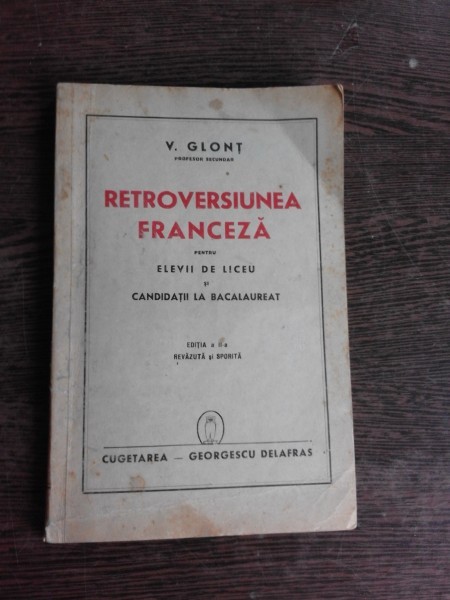 V. GLONȚ
PROFESOR SECUNDAR
RETROVERSIUNEA
FRANCEZĂ
PENTRU
ELEVII DE LICEU
și
CANDIDAȚII LA BACALAUREAT
EDIȚIA a II-a
REVĂZUTĂ și SPORITĂ
CUGETAREA — GEORGESCU DELAFRAS